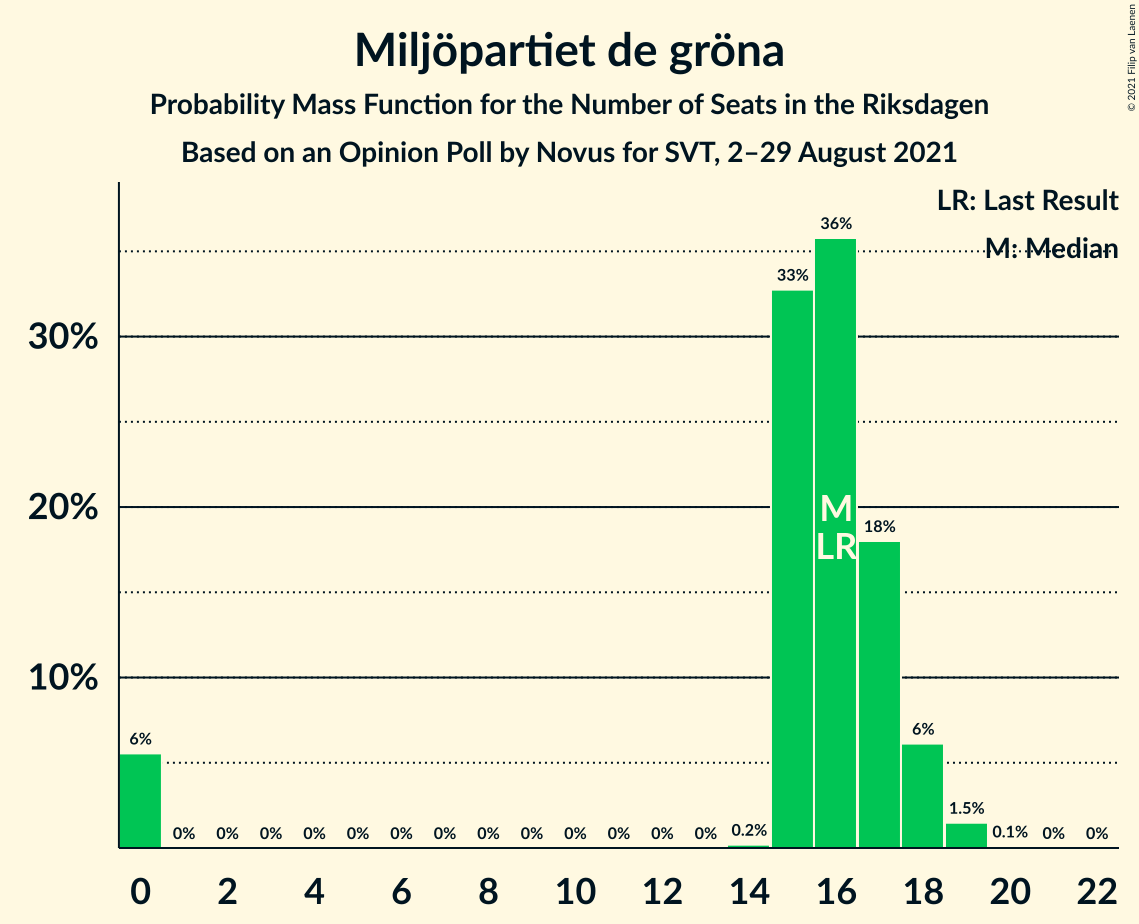 Miljöpartiet de gröna
Probability Mass Function for the Number of Seats in the Riksdagen
Based on an Opinion Poll by Novus for SVT, 2–29 August 2021
© 2021 Filip van Laenen
LR: Last Result
M: Median
30%
20%
10%
6%
0%
0%
0%
0%
0%
0%
0%
0%
0%
0%
0%
0%
0%
0.2%
33%
36%
18%
6%
1.5%
0.1%
0%
0%
M
LR
0 2 4 6 8 10 12 14 16 18 20 22